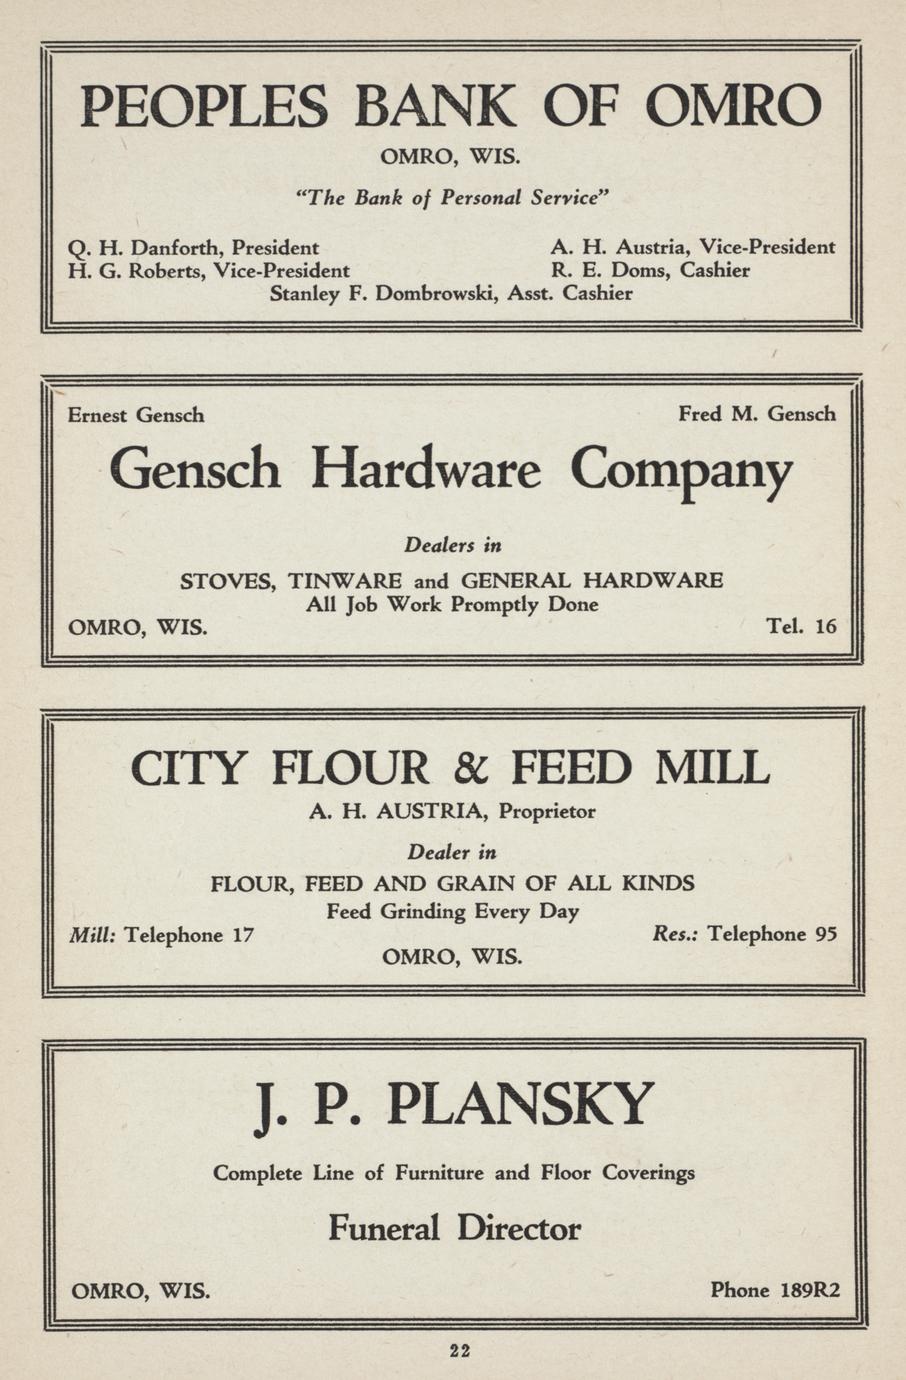 PEOPLES BANK OF OMRO
OMRO, WIS.
“The Bank of Personal Service”
Q. H. Danforth, President A. H. Austria, Vice-President
H. G. Roberts, Vice-President R. E. Doms, Cashier
Stanley F. Dombrowski, Asst. Cashier
Ernest Gensch Fred M. Gensch
Gensch Hardware Company
Dealers in
STOVES, TINWARE and GENERAL HARDWARE
All Job Work Promptly Done
OMRO, WIS. Tel. 16
CITY FLOUR & FEED MILL
A. H. AUSTRIA, Proprietor
Dealer in
FLOUR, FEED AND GRAIN OF ALL KINDS
Feed Grinding Every Day
Mill: Telephone 17 Res.: Telephone 95
OMRO, WIS.
J. P. PLANSKY
Complete Line of Furniture and Floor Coverings
Funeral Director
OMRO, WIS. Phone 189R2
22